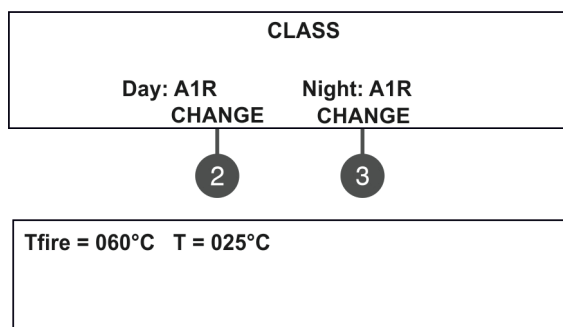 CLASS
Day: A1R Night: A1R
CHANGE CHANGE
2 3
Tfire = 060°C T = 025°C